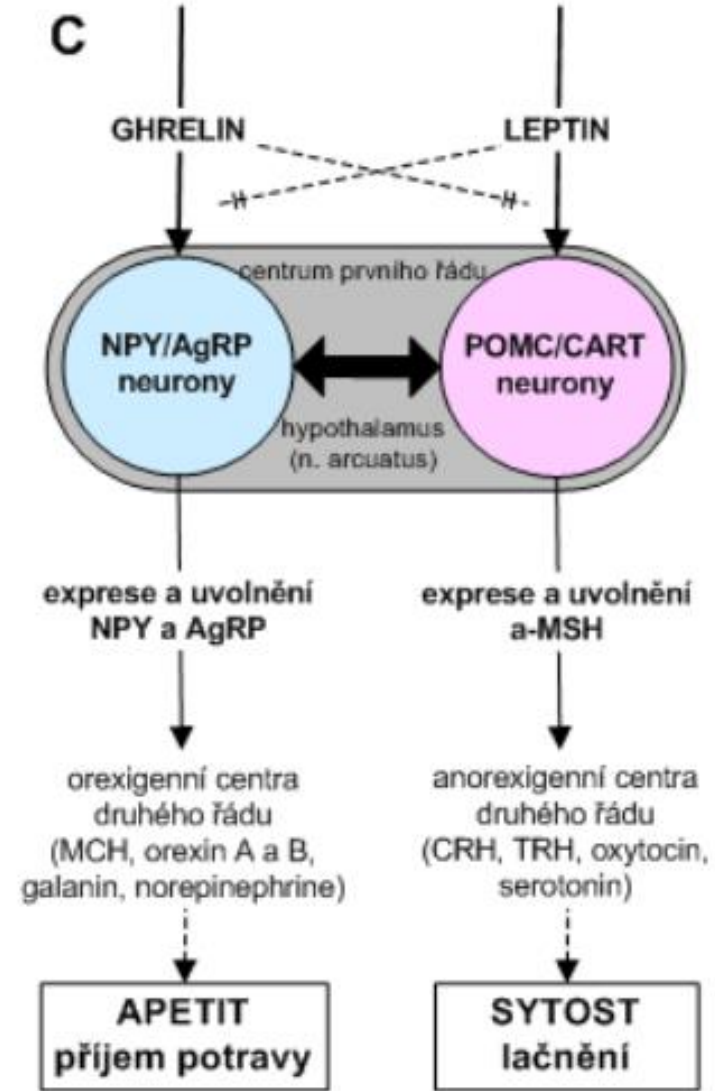 C
GHRELIN
LEPTIN
centrum prvního řádu
NPY/AgRP
neurony
POMC/CART
neurony
hypothalamus
(n. arcuatus)
exprese a uvolnění
NPY a AgRP
exprese a uvolnění
a-MSH
orexigenní centra
druhého řádu
(MCH, orexin A a B,
galanin, norepinephrine)
anorexigenní centra
druhého řádu
(CRH, TRH, oxytocin,
serotonin)
APETIT
příjem potravy
SYTOST
lačnění